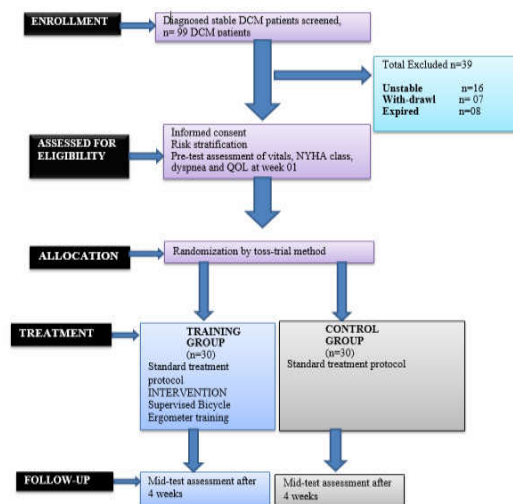 ENROLLMENT
Diagnosed stable DCM patients screened,
n= 99 DCM patients
Total Excluded n=39
Unstable n=16
With-drawl n= 07
Expired n=08
ASSESSED FOR
ELIGIBILITY
Informed consent
Risk stratification
Pre-test assessment of vitals, NYHA class,
dyspnea and QOL at week 01
ALLOCATION
Randomization by toss-trial method
TREATMENT
TRAINING
GROUP
(n=30)
Standard treatment
protocol
INTERVENTION
Supervised Bicycle
Ergometer training
CONTROL
GROUP
(n=30)
Standard treatment protocol
FOLLOW-UP
Mid-test assessment after
4 weeks
Mid-test assessment after
4 weeks